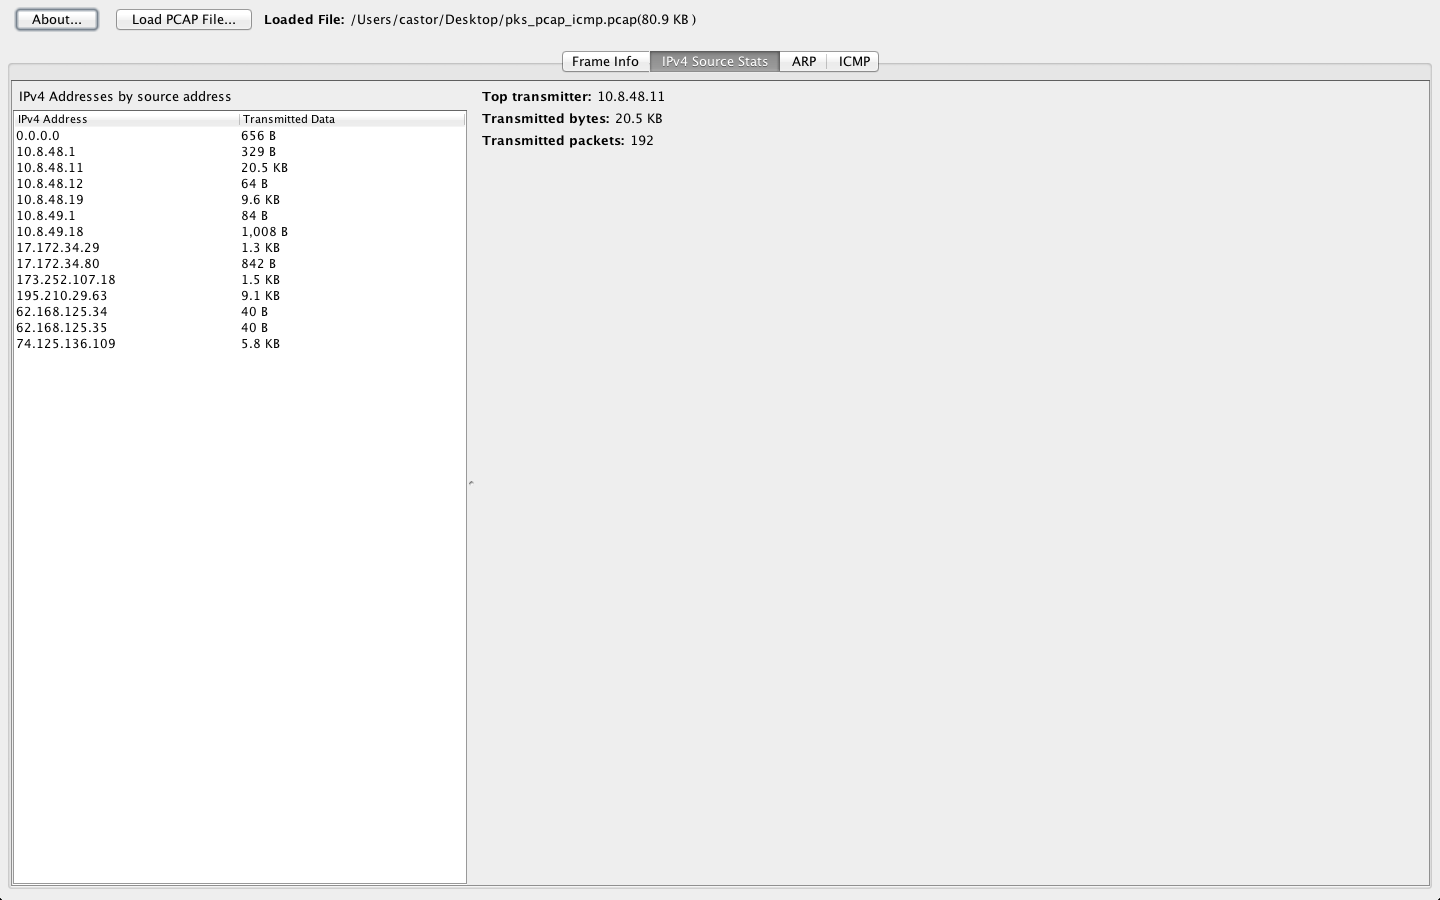 About... Load PCAP File... Loaded File: /Users/castor/Desktop/pks_pcap_icmp.pcap(80.9 KB )
Frame Info IPv4 Source Stats ARP ICMP
IPv4 Addresses by source address
IPv4 Address Transmitted Data
0.0.0.0 656 B
10.8.48.1 329 B
10.8.48.11 20.5 KB
10.8.48.12 64 B
10.8.48.19 9.6 KB
10.8.49.1 84 B
10.8.49.18 1,008 B
17.172.34.29 1.3 KB
17.172.34.80 842 B
173.252.107.18 1.5 KB
195.210.29.63 9.1 KB
62.168.125.34 40 B
62.168.125.35 40 B
74.125.136.109 5.8 KB
Top transmitter: 10.8.48.11
Transmitted bytes: 20.5 KB
Transmitted packets: 192